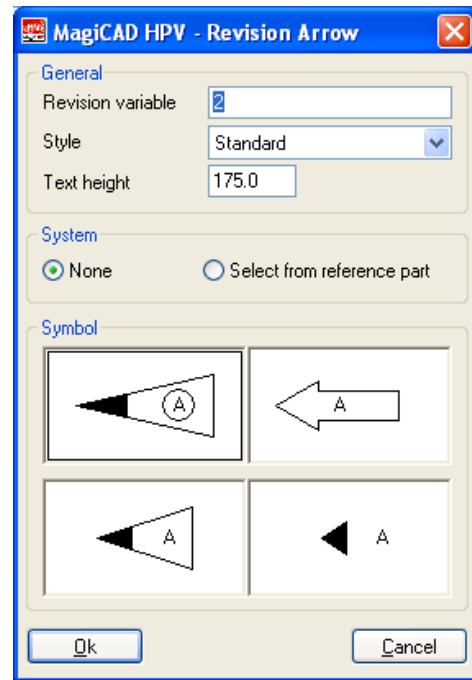 MagiCAD HPV - Revision Arrow
General
Revision variable 2
Style Standard
Text height 175.0
System
None Select from reference part
Symbol
A A
A A
Ok Cancel